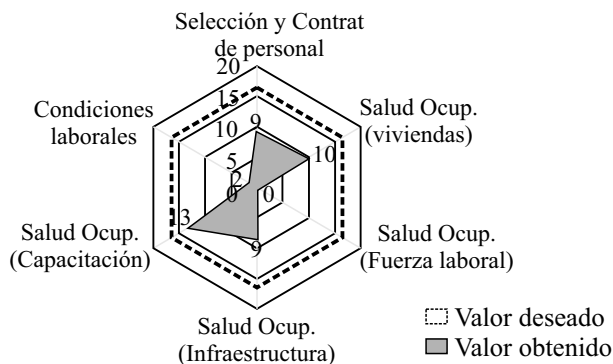 Selección y Contrat
de personal
20
15
10
5
0
Condiciones
laborales
Salud Ocup.
(viviendas)
9
10
2
0
13
9
Salud Ocup.
(Capacitación)
Salud Ocup.
(Fuerza laboral)
Salud Ocup.
(Infraestructura)
Valor deseado
Valor obtenido